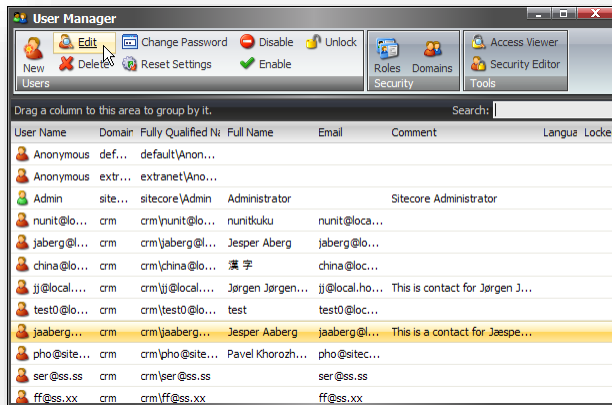 User Manager
Edit Change Password Disable Unlock
New Delete Reset Settings Enable
Roles Domains
Access Viewer
Security Editor
Users Security Tools
Drag a column to this area to group by it. Search:
User Name Domain Fully Qualified Na Full Name Email Comment Langua Locke
Anonymous def... default\Anon...
Anonymous extr... extranet\Ano...
Admin site... sitecore\Admin Administrator Sitecore Administrator
nunit@lo... crm crm\nunit@lo... nunitkuku nunit@loca...
jaberg@l... crm crm\jaberg@l... Jesper Aberg jaberg@lo...
china@lo... crm crm\china@lo... 漢字 china@loc...
jj@local.... crm crm\jj@local.... Jørgen Jørgen... jj@local.ho... This is contact for Jørgen J...
test0@lo... crm crm\test0@lo... test test0@loc...
jaaberg... crm crm\jaaberg... Jesper Aaberg jaaberg@l... This is a contact for Jæspe...
pho@site... crm crm\pho@site... Pavel Khorozh... pho@sitec...
ser@ss.ss crm crm\ser@ss.ss ser@ss.ss
ff@ss.xx crm crm\ff@ss.xx ff@ss.xx